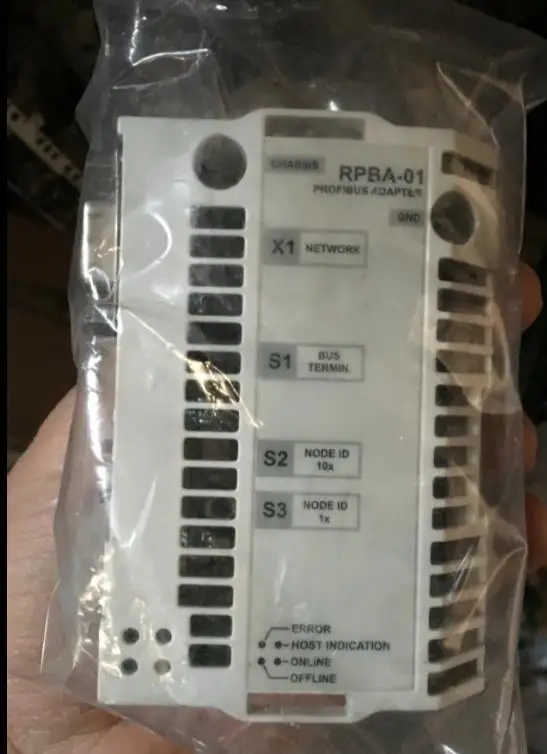 CHASSIS
RPBA-01
PROFIBUS ADAPTER
GND
X1 NETWORK
S1 BUS
TERMIN.
S2 NODE ID
10x
S3 NODE ID
1x
ERROR
HOST INDICATION
ONLINE
OFFLINE